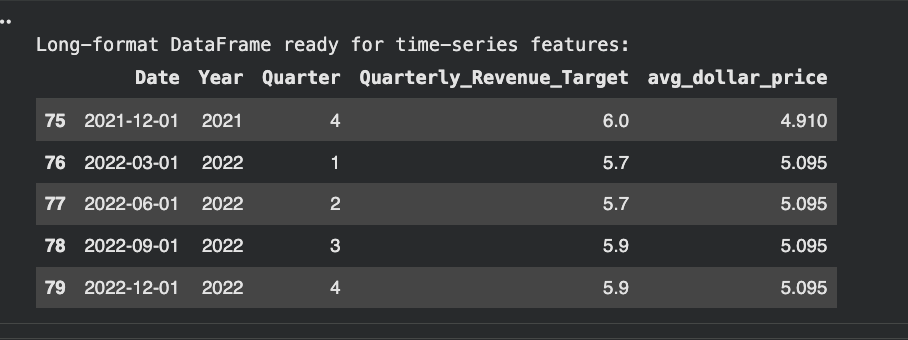 ..
Long-format DataFrame ready for time-series features:
Date Year Quarter Quarterly_Revenue_Target avg_dollar_price
75 2021-12-01 2021 4 6.0 4.910
76 2022-03-01 2022 1 5.7 5.095
77 2022-06-01 2022 2 5.7 5.095
78 2022-09-01 2022 3 5.9 5.095
79 2022-12-01 2022 4 5.9 5.095